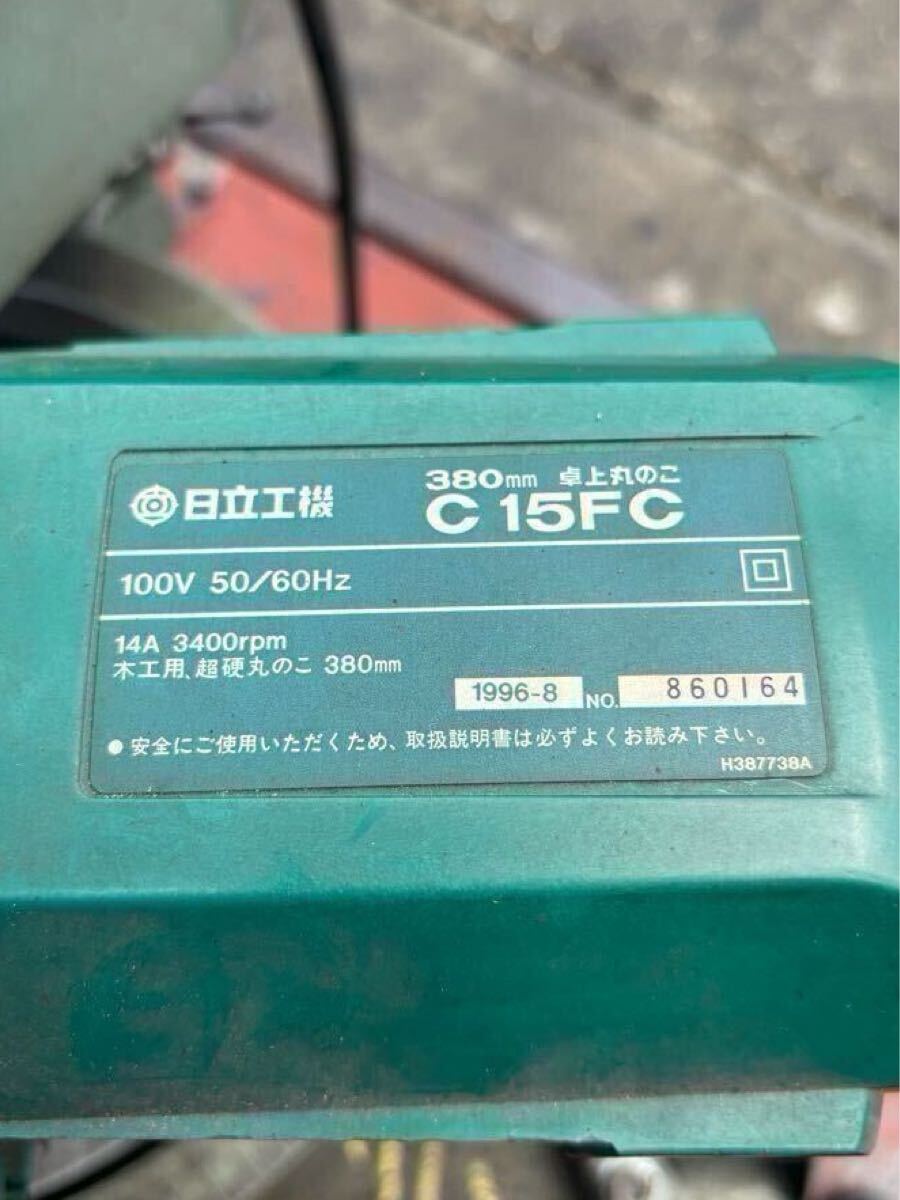 日立工機
380mm 卓上丸のこ
C 15FC
100V 50/60Hz
14A 3400rpm
木工用、超硬丸のこ 380mm
1996-8 NO. 860164
● 安全にご使用いただくため、取扱説明書は必ずよくお読み下さい。
H387738A